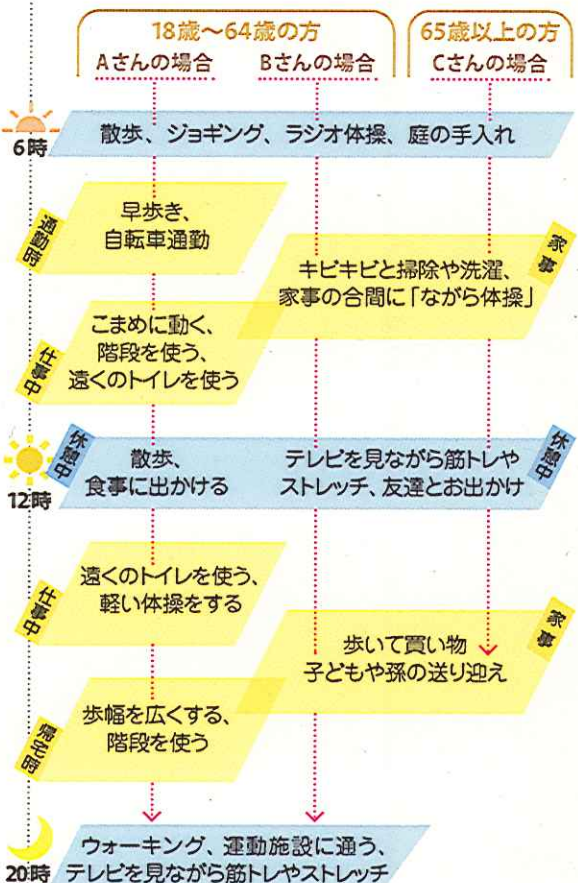 18歳～64歳の方
65歳以上の方
Aさんの場合
Bさんの場合
Cさんの場合
6時
散歩、ジョギング、ラジオ体操、庭の手入れ
通勤時
早歩き、
自転車通勤
家事
キビキビと掃除や洗濯、
家事の合間に「ながら体操」
仕事中
こまめに動く、
階段を使う、
遠くのトイレを使う
12時
休憩中
散歩、
食事に出かける
テレビを見ながら筋トレや
ストレッチ、友達とお出かけ
休憩中
仕事中
遠くのトイレを使う、
軽い体操をする
家事
歩いて買い物
子どもや孫の送り迎え
帰宅時
歩幅を広くする、
階段を使う
20時
ウォーキング、運動施設に通う、
テレビを見ながら筋トレやストレッチ